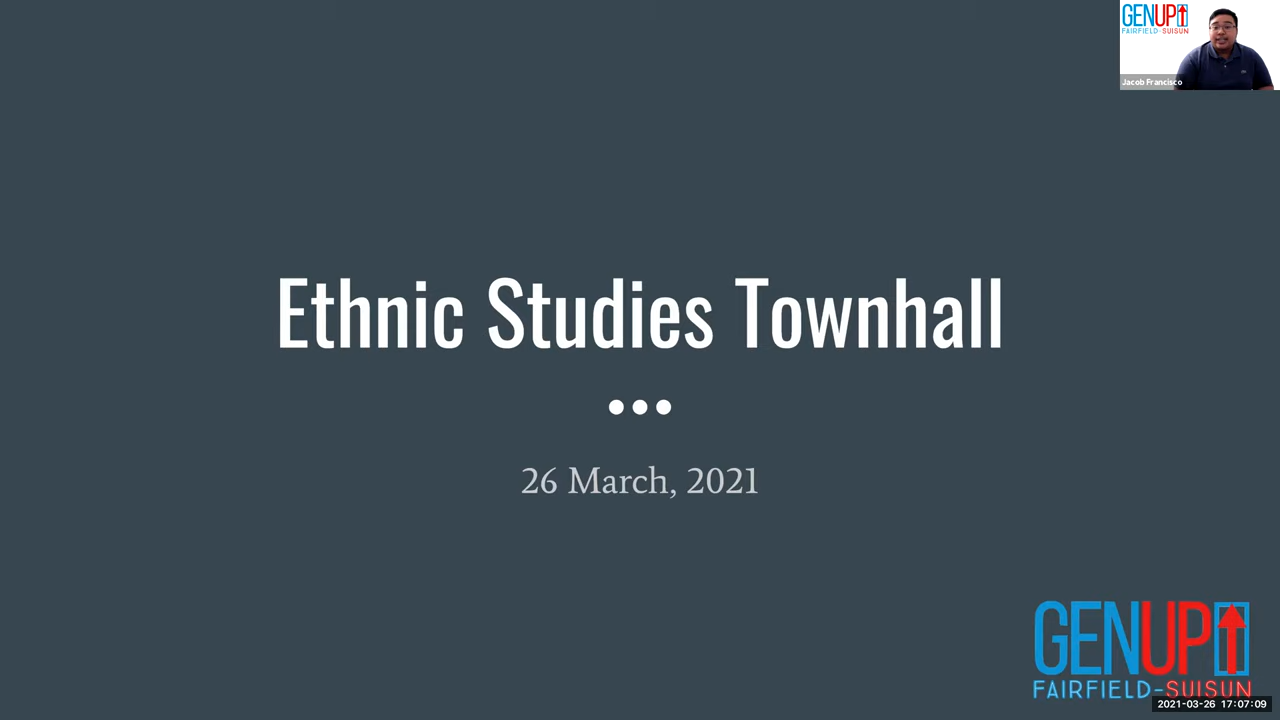 GENUP
FAIRFIELD-SUISUN
Jacob Francisco
Ethnic Studies Townhall
26 March, 2021
GENUP
FAIRFIELD-SUISUN
2021-03-26 17:07:09